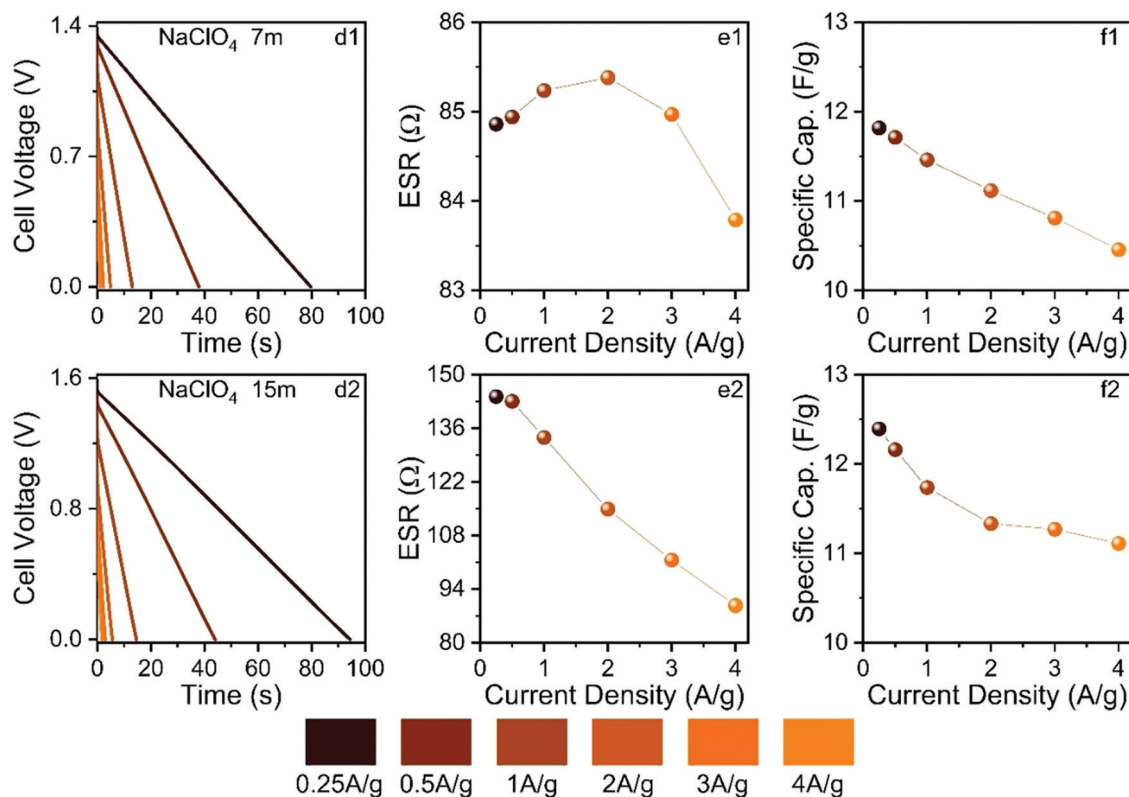 NaClO4 7m d1
Cell Voltage (V)
1.4
0.7
0.0
0 20 40 60 80 100
Time (s)
e1
ESR (Ω)
86
85
84
83
0 1 2 3 4
Current Density (A/g)
f1
Specific Cap. (F/g)
13
12
11
10
0 1 2 3 4
Current Density (A/g)
NaClO4 15m d2
Cell Voltage (V)
1.6
0.8
0.0
0 20 40 60 80 100
Time (s)
e2
ESR (Ω)
150
136
122
108
94
80
0 1 2 3 4
Current Density (A/g)
f2
Specific Cap. (F/g)
13
12
11
10
0 1 2 3 4
Current Density (A/g)
0.25A/g 0.5A/g 1A/g 2A/g 3A/g 4A/g